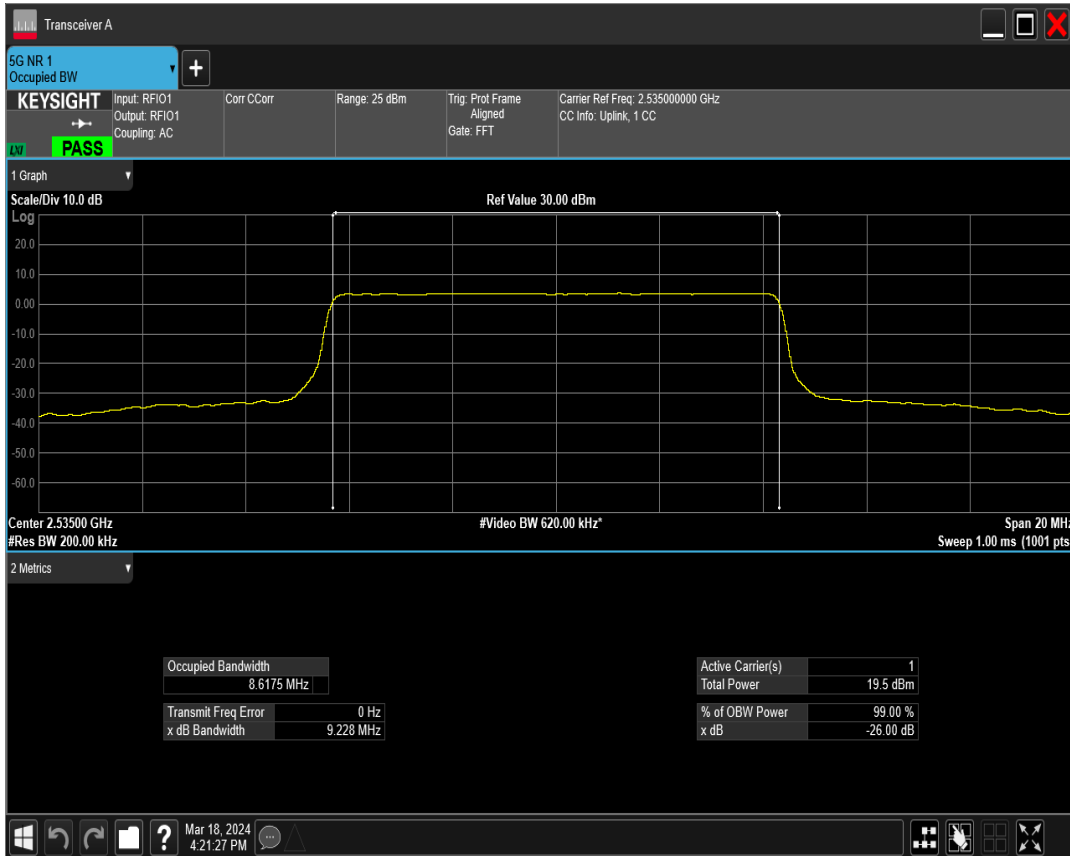 Transceiver A
5G NR 1
Occupied BW
KEYSIGHT
LXI
PASS
Input: RFIO1
Output: RFIO1
Coupling: AC
Corr CCorr
Range: 25 dBm
Trig: Prot Frame
Aligned
Gate: FFT
Carrier Ref Freq: 2.535000000 GHz
CC Info: Uplink, 1 CC
1 Graph
Scale/Div 10.0 dB
Ref Value 30.00 dBm
Log
20.0
10.0
0.00
-10.0
-20.0
-30.0
-40.0
-50.0
-60.0
Center 2.53500 GHz
#Video BW 620.00 kHz*
Span 20 MHz
#Res BW 200.00 kHz
Sweep 1.00 ms (1001 pts
2 Metrics
Occupied Bandwidth
8.6175 MHz
Transmit Freq Error 0 Hz
x dB Bandwidth 9.228 MHz
Active Carrier(s) 1
Total Power 19.5 dBm
% of OBW Power 99.00 %
x dB -26.00 dB
?
Mar 18, 2024
4:21:27 PM